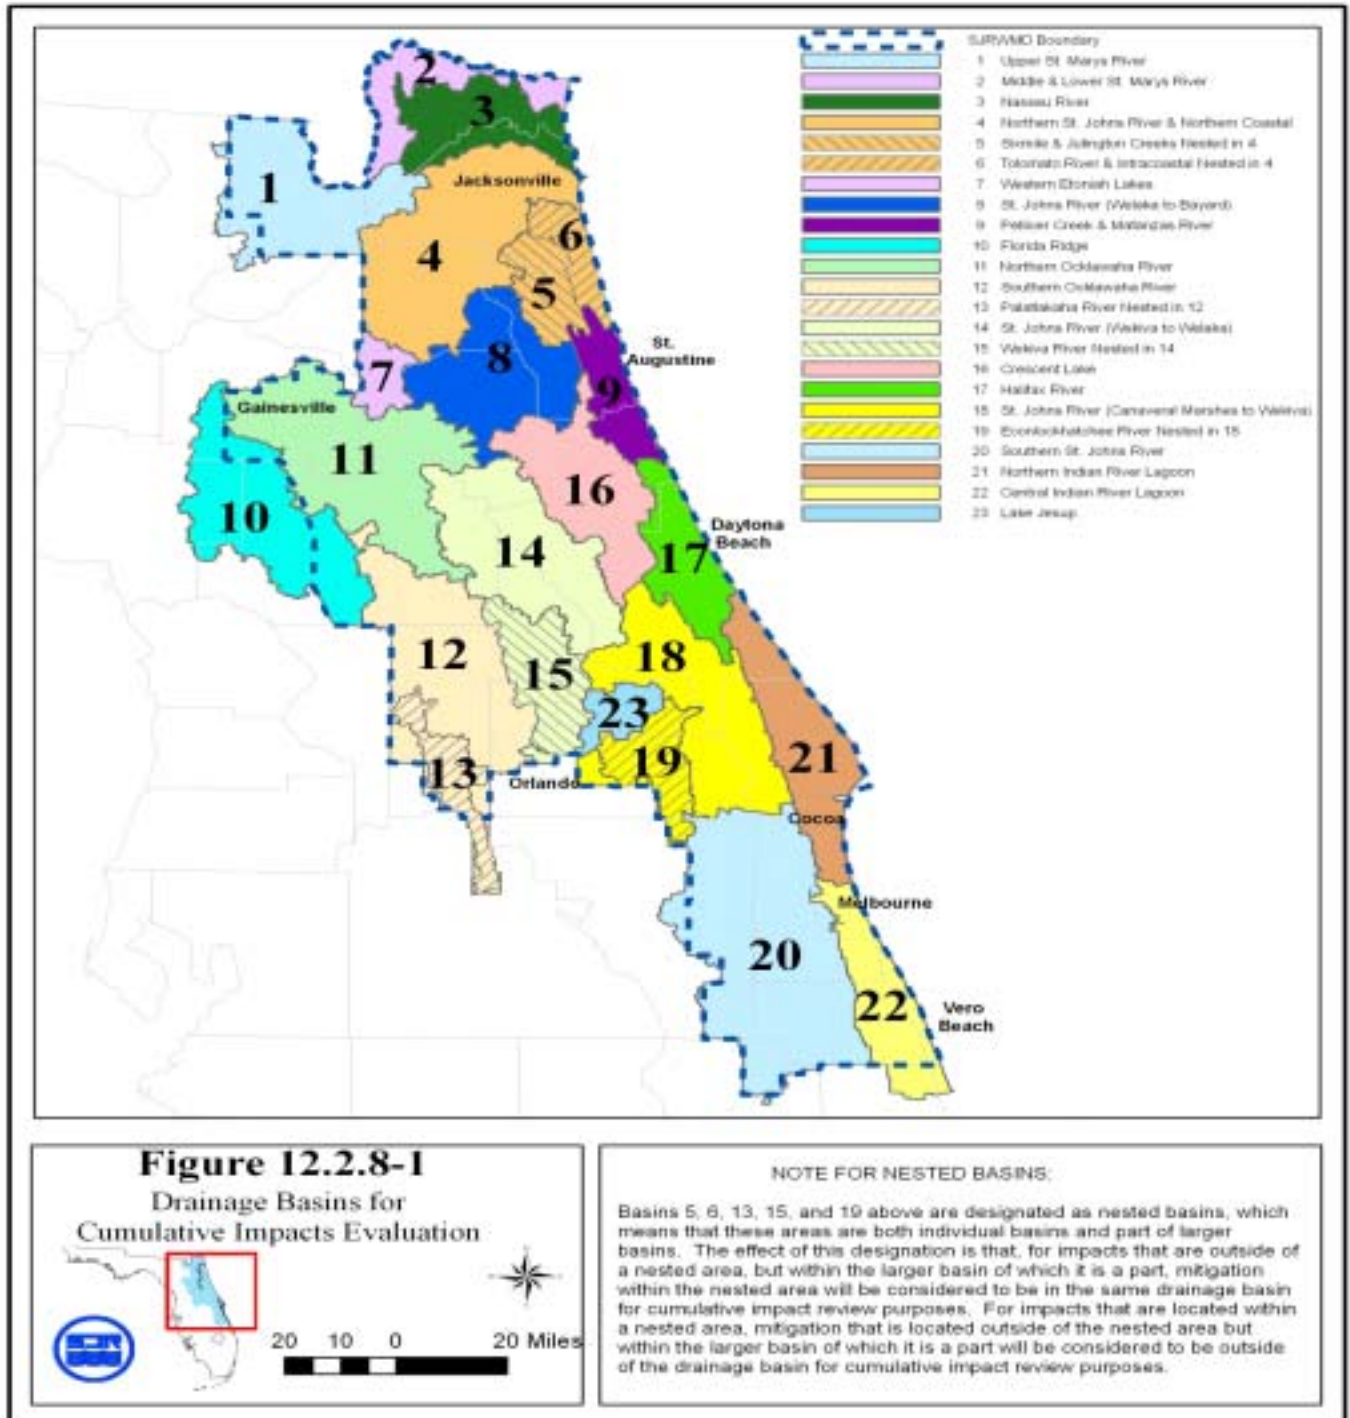 SJRWMD Boundary
1 Upper St. Marys River
2 Middle & Lower St. Marys River
3 Nassau River
4 Northern St. Johns River & Northern Coastal
5 Sixmile & Julington Creeks Nested in 4
6 Tolomato River & Intracoastal Nested in 4
7 Western Etoniah Lakes
8 St. Johns River (Welaka to Bayard)
9 Pellicer Creek & Matanzas River
10 Florida Ridge
11 Northern Ocklawaha River
12 Southern Ocklawaha River
13 Palatlakaha River Nested in 12
14 St. Johns River (Wekiva to Welaka)
15 Wekiva River Nested in 14
16 Crescent Lake
17 Halifax River
18 St. Johns River (Canaveral Marshes to Wekiva)
19 Econlockhatchee River Nested in 18
20 Southern St. Johns River
21 Northern Indian River Lagoon
22 Central Indian River Lagoon
23 Lake Jesup
2
3
1
Jacksonville
4
6
5
8
7
St.
Augustine
9
Gainesville
11
10
16
14
Daytona
Beach
17
12
18
15
23
19
21
13
Orlando
Cocoa
Melbourne
20
22
Vero
Beach
Figure 12.2.8-1
Drainage Basins for
Cumulative Impacts Evaluation
20 10 0 20 Miles
NOTE FOR NESTED BASINS:
Basins 5, 6, 13, 15, and 19 above are designated as nested basins, which
means that these areas are both individual basins and part of larger
basins. The effect of this designation is that, for impacts that are outside of
a nested area, but within the larger basin of which it is a part, mitigation
within the nested area will be considered to be in the same drainage basin
for cumulative impact review purposes. For impacts that are located within
a nested area, mitigation that is located outside of the nested area but
within the larger basin of which it is a part will be considered to be outside
of the drainage basin for cumulative impact review purposes.